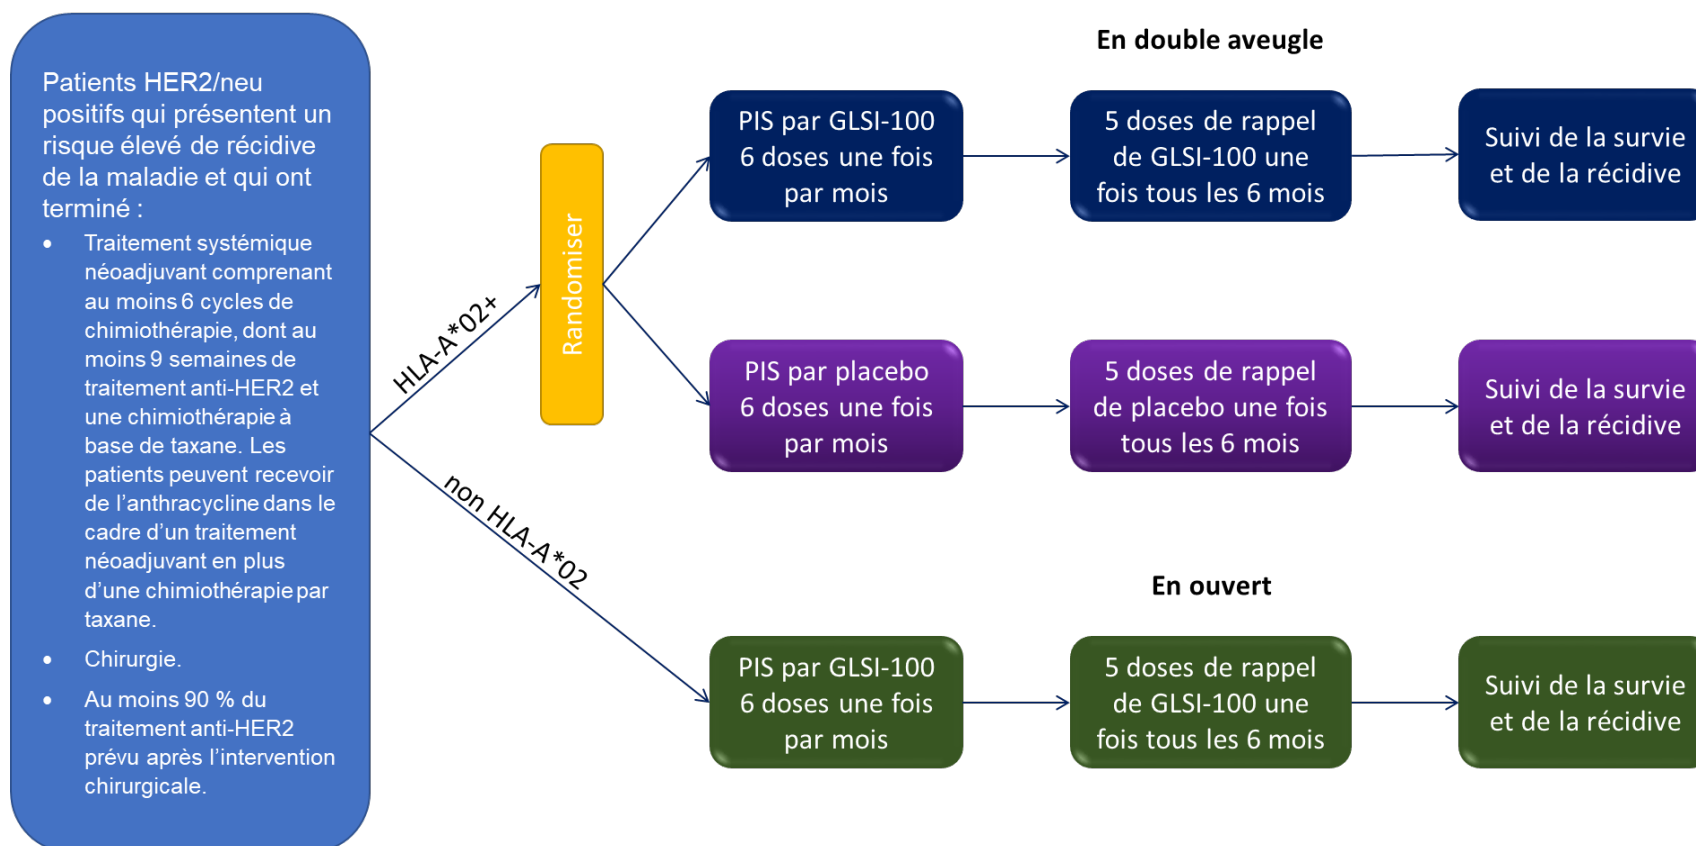 Patients HER2/neu
positifs qui présentent un
risque élevé de récidive
de la maladie et qui ont
terminé :
• Traitement systémique
néoadjuvant comprenant
au moins 6 cycles de
chimiothérapie, dont au
moins 9 semaines de
traitement anti-HER2 et
une chimiothérapie à
base de taxane. Les
patients peuvent recevoir
de l’anthracycline dans le
cadre d’un traitement
néoadjuvant en plus
d’une chimiothérapie par
taxane.
• Chirurgie.
• Au moins 90 % du
traitement anti-HER2
prévu après l’intervention
chirurgicale.
HLA-A*02+
non HLA-A*02
Randomiser
En double aveugle
PIS par GLSI-100
6 doses une fois
par mois
5 doses de rappel
de GLSI-100 une
fois tous les 6 mois
Suivi de la survie
et de la récidive
PIS par placebo
6 doses une fois
par mois
5 doses de rappel
de placebo une fois
tous les 6 mois
Suivi de la survie
et de la récidive
En ouvert
PIS par GLSI-100
6 doses une fois
par mois
5 doses de rappel
de GLSI-100 une
fois tous les 6 mois
Suivi de la survie
et de la récidive